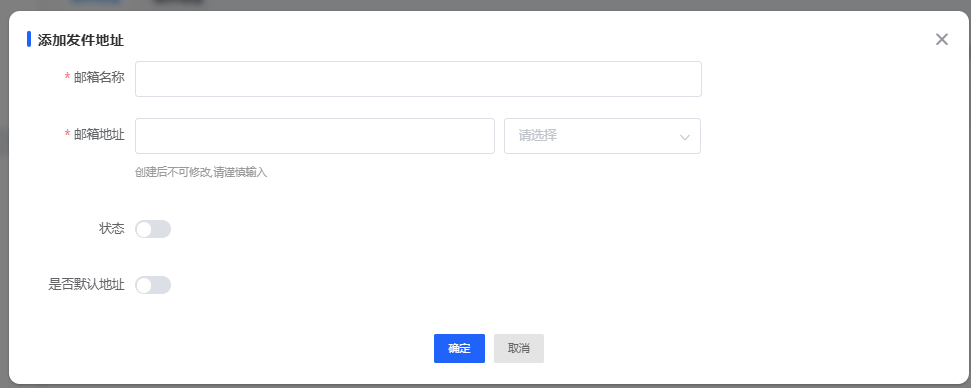 添加发件地址
* 邮箱名称
* 邮箱地址 请选择
创建后不可修改,请谨慎输入
状态
是否默认地址
确定 取消